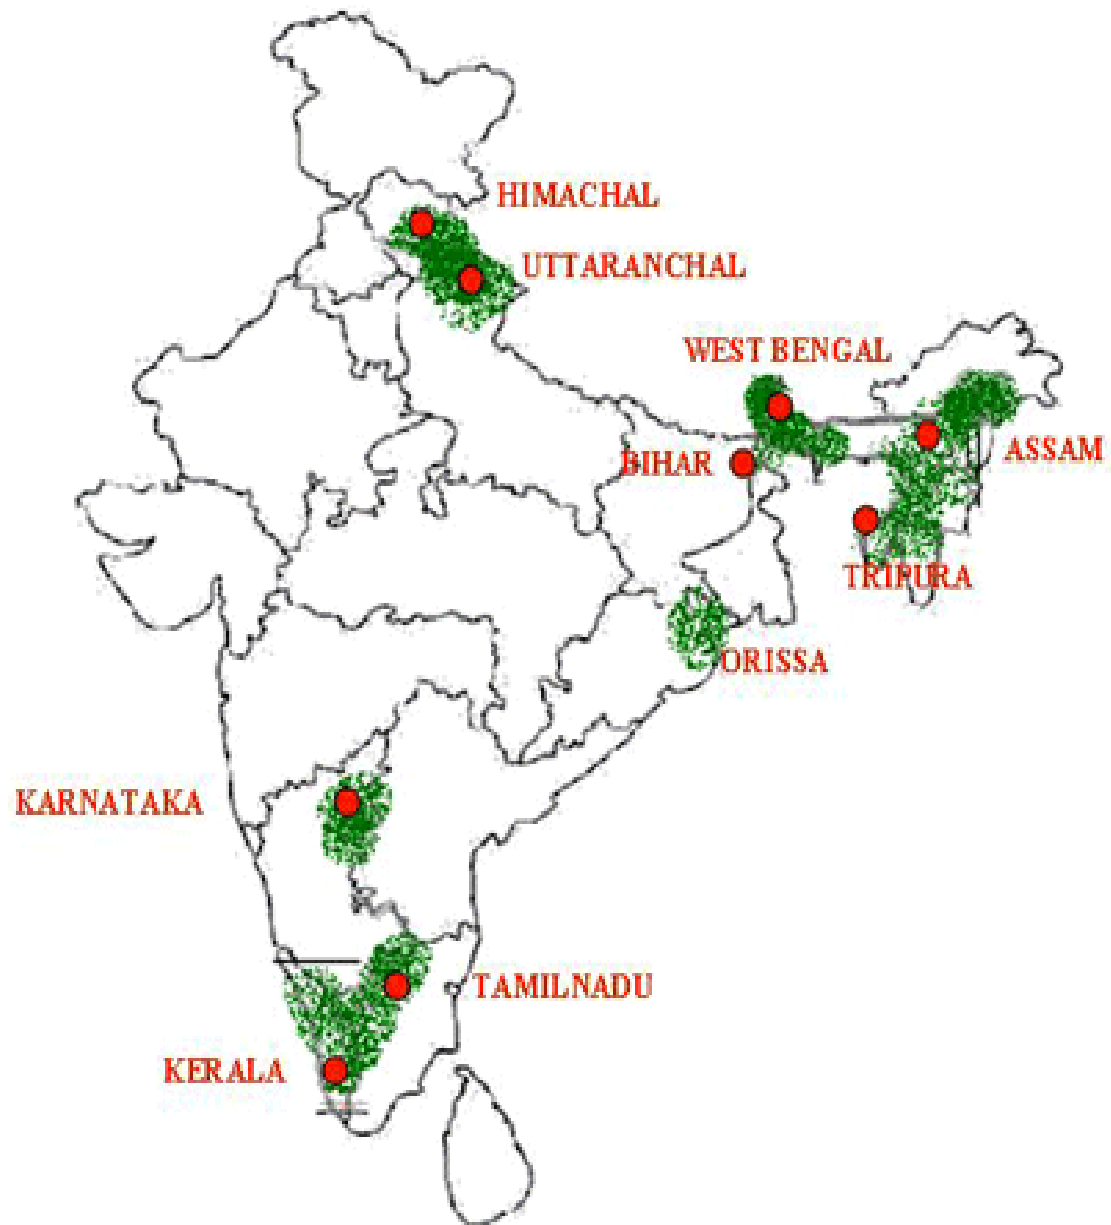 HIMACHAL
UTTARANCHAL
WEST BENGAL
BIHAR
ASSAM
TRIPURA
ORISSA
KARNATAKA
TAMILNADU
KERALA